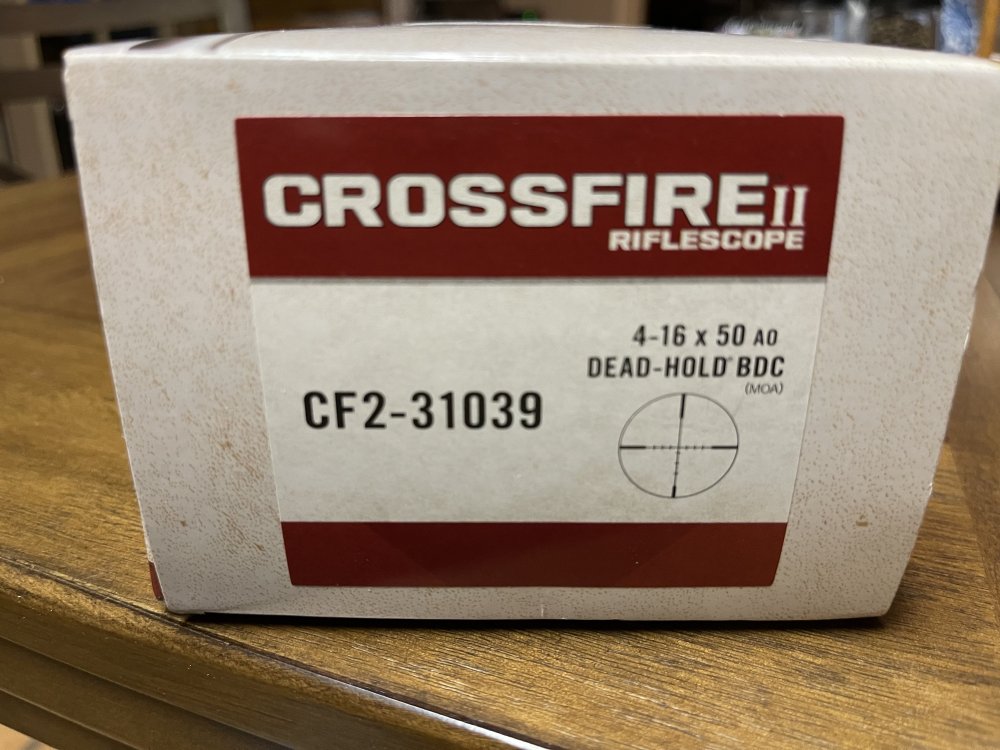 CROSSFIRE II
RIFLESCOPE
4-16 x 50 AO
DEAD-HOLD® BDC
(MOA)
CF2-31039